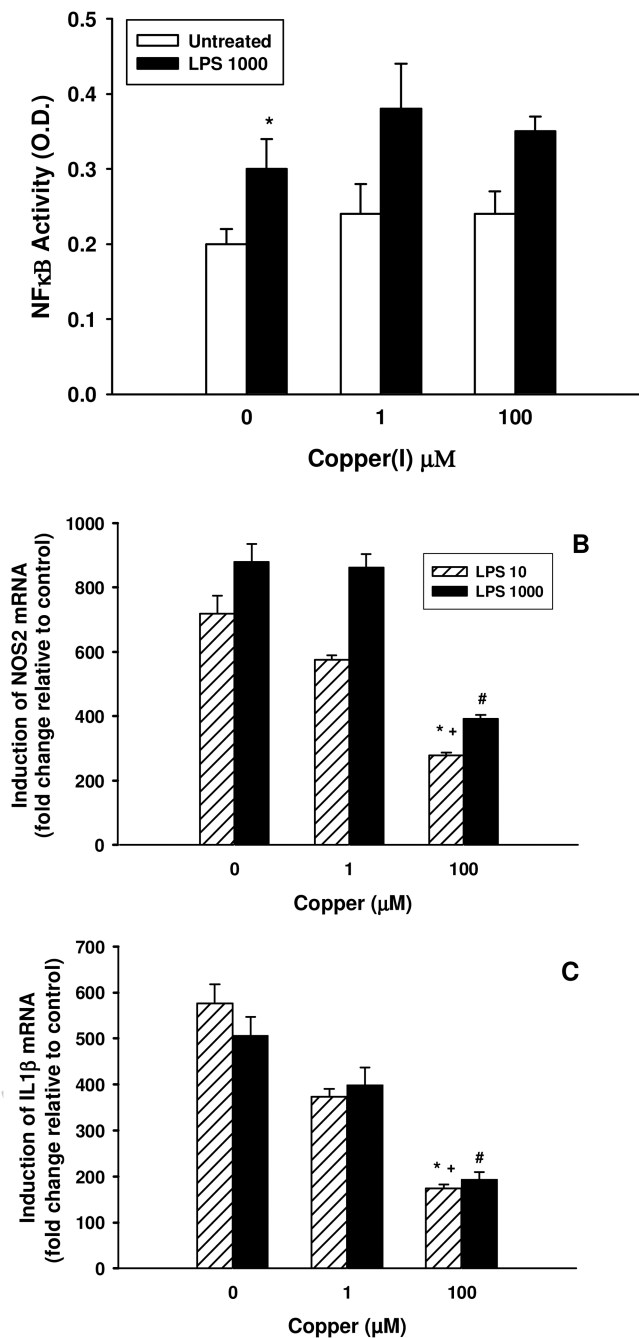 0.5
Untreated
LPS 1000
0.4
*
0.3
0.2
0.1
0.0
NFκB Activity (O.D.)
0
1
100
Copper(I) μM
B
1000
LPS 10
LPS 1000
800
600
400
* +
#
200
0
Induction of NOS2 mRNA
(fold change relative to control)
0
1
100
Copper (μM)
C
700
600
500
400
300
200
* +
#
100
0
Induction of IL1β mRNA
(fold change relative to control)
0
1
100
Copper (μM)